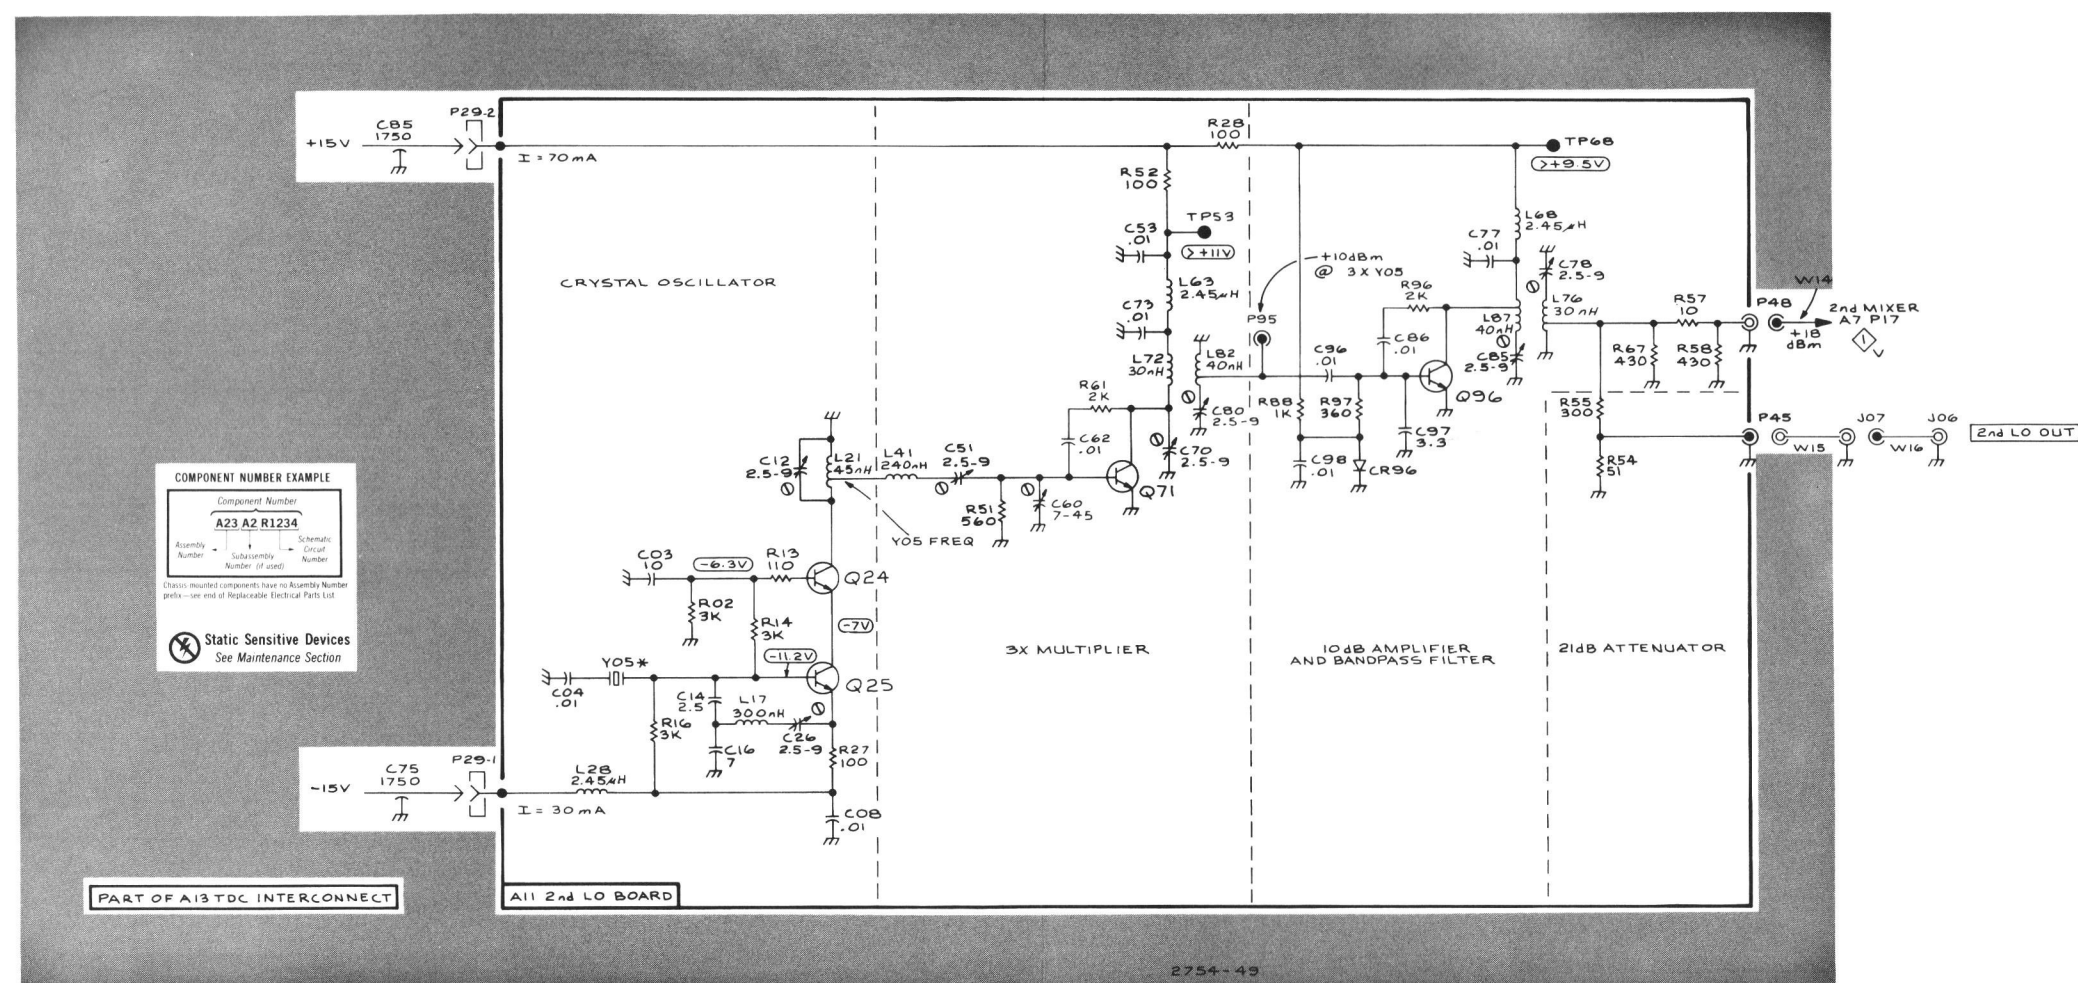 C85
1750
P29-2
+15V
I = 70mA
R28
100
TP68
>+9.5V
R52
100
TP53
>+11V
C53
.01
L68
2.45µH
C77
.01
+10dBm
@ 3 X Y05
C78
2.5-9
CRYSTAL OSCILLATOR
L63
2.45µH
C73
.01
P95
R96
2K
L87
40nH
L76
30nH
R57
10
P48
W14
2nd MIXER
A7 P17
+18
dBm
1
V
L72
30nH
L82
40nH
C96
.01
C86
.01
C85
2.5-9
R67
430
R58
430
R61
2K
C80
2.5-9
R88
1K
R97
360
Q96
C97
3.3
R55
300
P45
J07
J06
2nd LO OUT
W15
W16
C12
2.5-9
L21
45nH
L41
240nH
C51
2.5-9
C62
.01
C70
2.5-9
Q71
C98
.01
CR96
R54
51
R51
560
C60
7-45
Y05 FREQ
COMPONENT NUMBER EXAMPLE
Component Number
A23 A2 R1234
Assembly
Number
Subassembly
Number (if used)
Schematic
Circuit
Number
Chassis-mounted components have no Assembly Number
prefix—see end of Replaceable Electrical Parts List
Static Sensitive Devices
See Maintenance Section
C03
10
-6.3V
R13
110
Q24
R02
3K
R14
3K
-7V
3X MULTIPLIER
10dB AMPLIFIER
AND BANDPASS FILTER
21dB ATTENUATOR
Y05*
-11.2V
Q25
C04
.01
C14
2.5
L17
300nH
R16
3K
C16
7
C26
2.5-9
R27
100
C75
1750
P29-1
-15V
L28
2.45µH
I = 30mA
C08
.01
PART OF A13 TDC INTERCONNECT
A11 2nd LO BOARD
2754-49